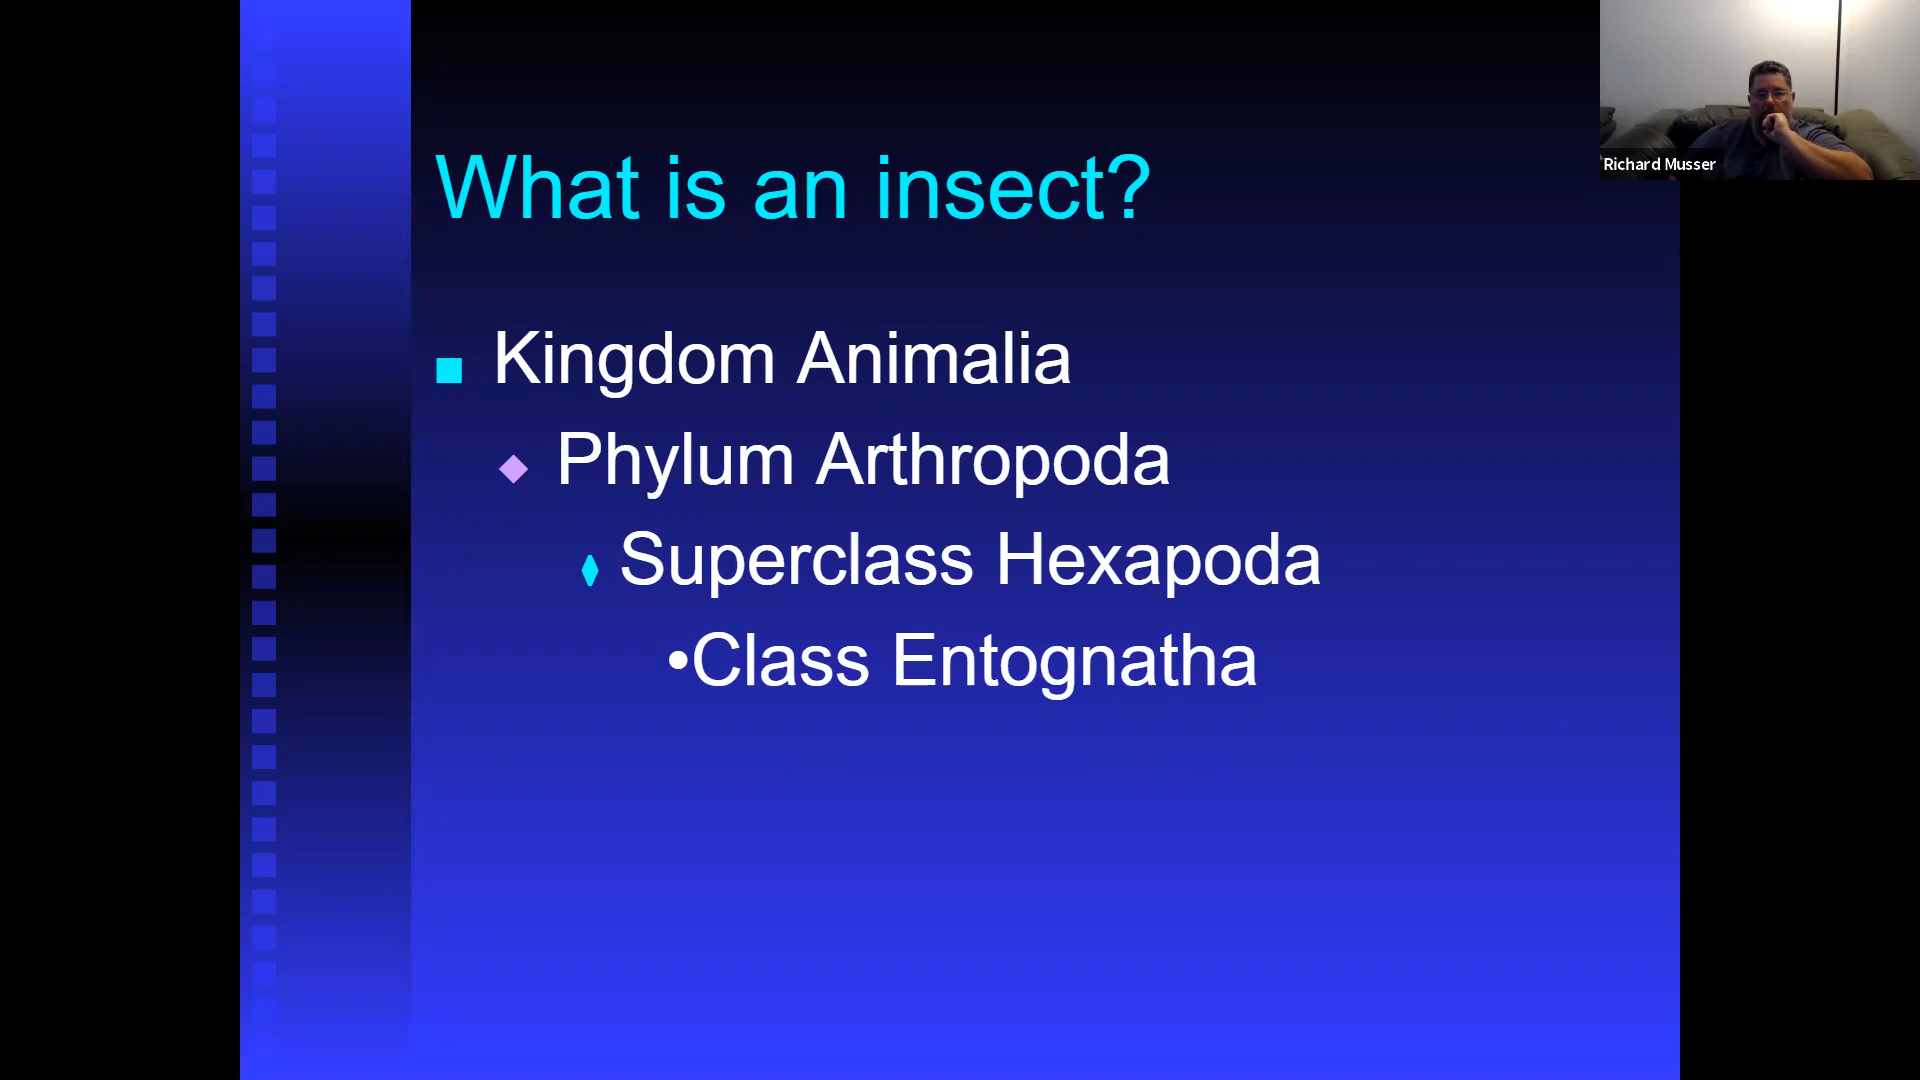 What is an insect?
Kingdom Animalia
Phylum Arthropoda
Superclass Hexapoda
•Class Entognatha
Richard Musser